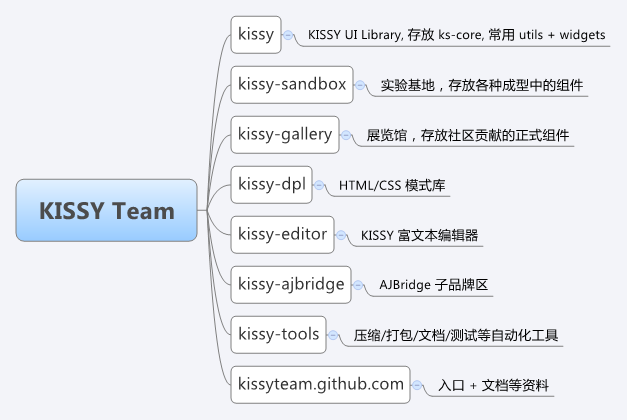 KISSY Team
kissy
KISSY UI Library, 存放 ks-core, 常用 utils + widgets
kissy-sandbox
实验基地，存放各种成型中的组件
kissy-gallery
展览馆，存放社区贡献的正式组件
kissy-dpl
HTML/CSS 模式库
kissy-editor
KISSY 富文本编辑器
kissy-ajbridge
AJBridge 子品牌区
kissy-tools
压缩/打包/文档/测试等自动化工具
kissyteam.github.com
入口 + 文档等资料